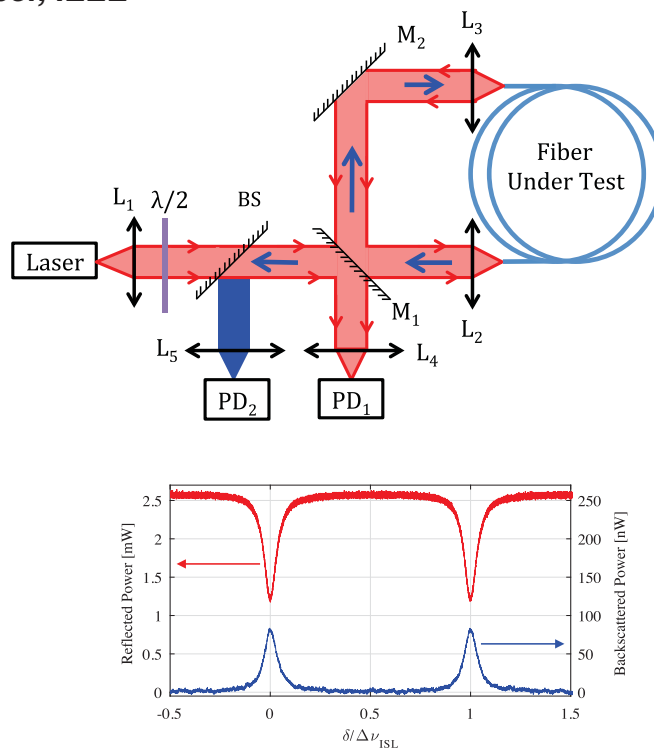 M₂
L₃
Fiber
Under Test
L₁
λ/2
BS
Laser
M₁
L₂
L₅
L₄
PD₂
PD₁
2.5
2
1.5
1
0.5
0
Reflected Power [mW]
250
200
150
100
50
0
Backscattered Power [nW]
-0.5
0
0.5
1
1.5
δ/Δν_ISL